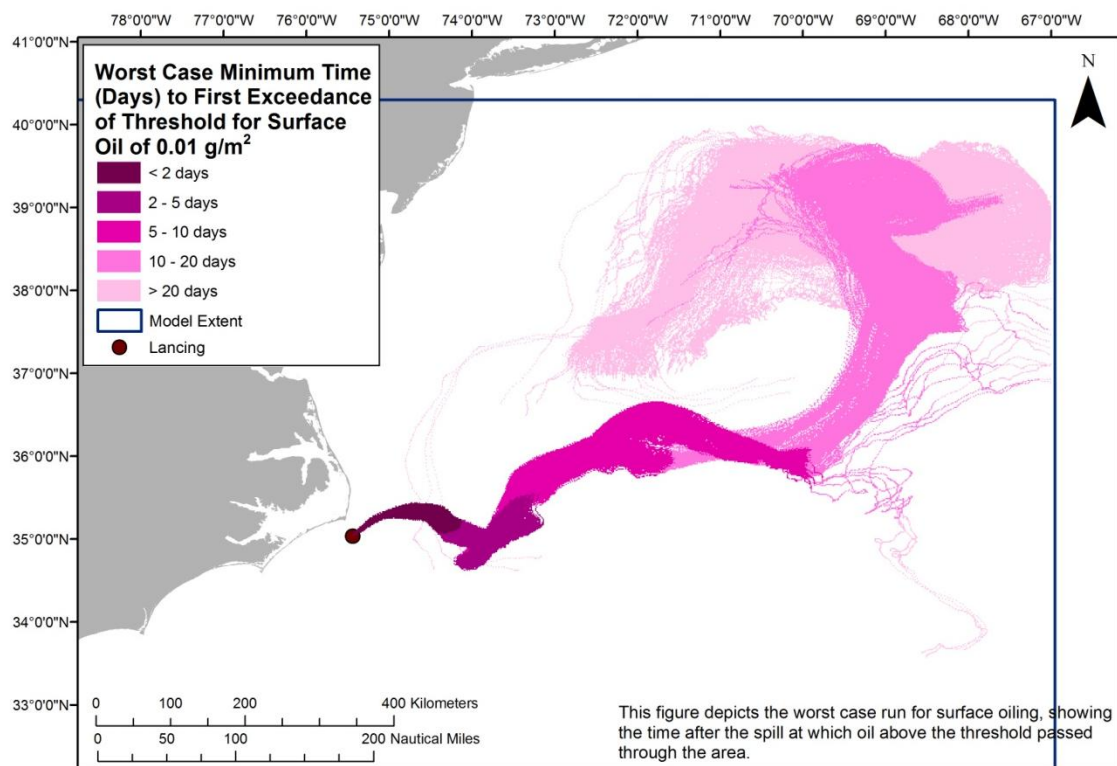 78°0'0"W 77°0'0"W 76°0'0"W 75°0'0"W 74°0'0"W 73°0'0"W 72°0'0"W 71°0'0"W 70°0'0"W 69°0'0"W 68°0'0"W 67°0'0"W
41°0'0"N
40°0'0"N
39°0'0"N
38°0'0"N
37°0'0"N
36°0'0"N
35°0'0"N
34°0'0"N
33°0'0"N
Worst Case Minimum Time
(Days) to First Exceedance
of Threshold for Surface
Oil of 0.01 g/m²
< 2 days
2 - 5 days
5 - 10 days
10 - 20 days
> 20 days
Model Extent
Lancing
N
0 100 200 400 Kilometers
0 50 100 200 Nautical Miles
This figure depicts the worst case run for surface oiling, showing
the time after the spill at which oil above the threshold passed
through the area.